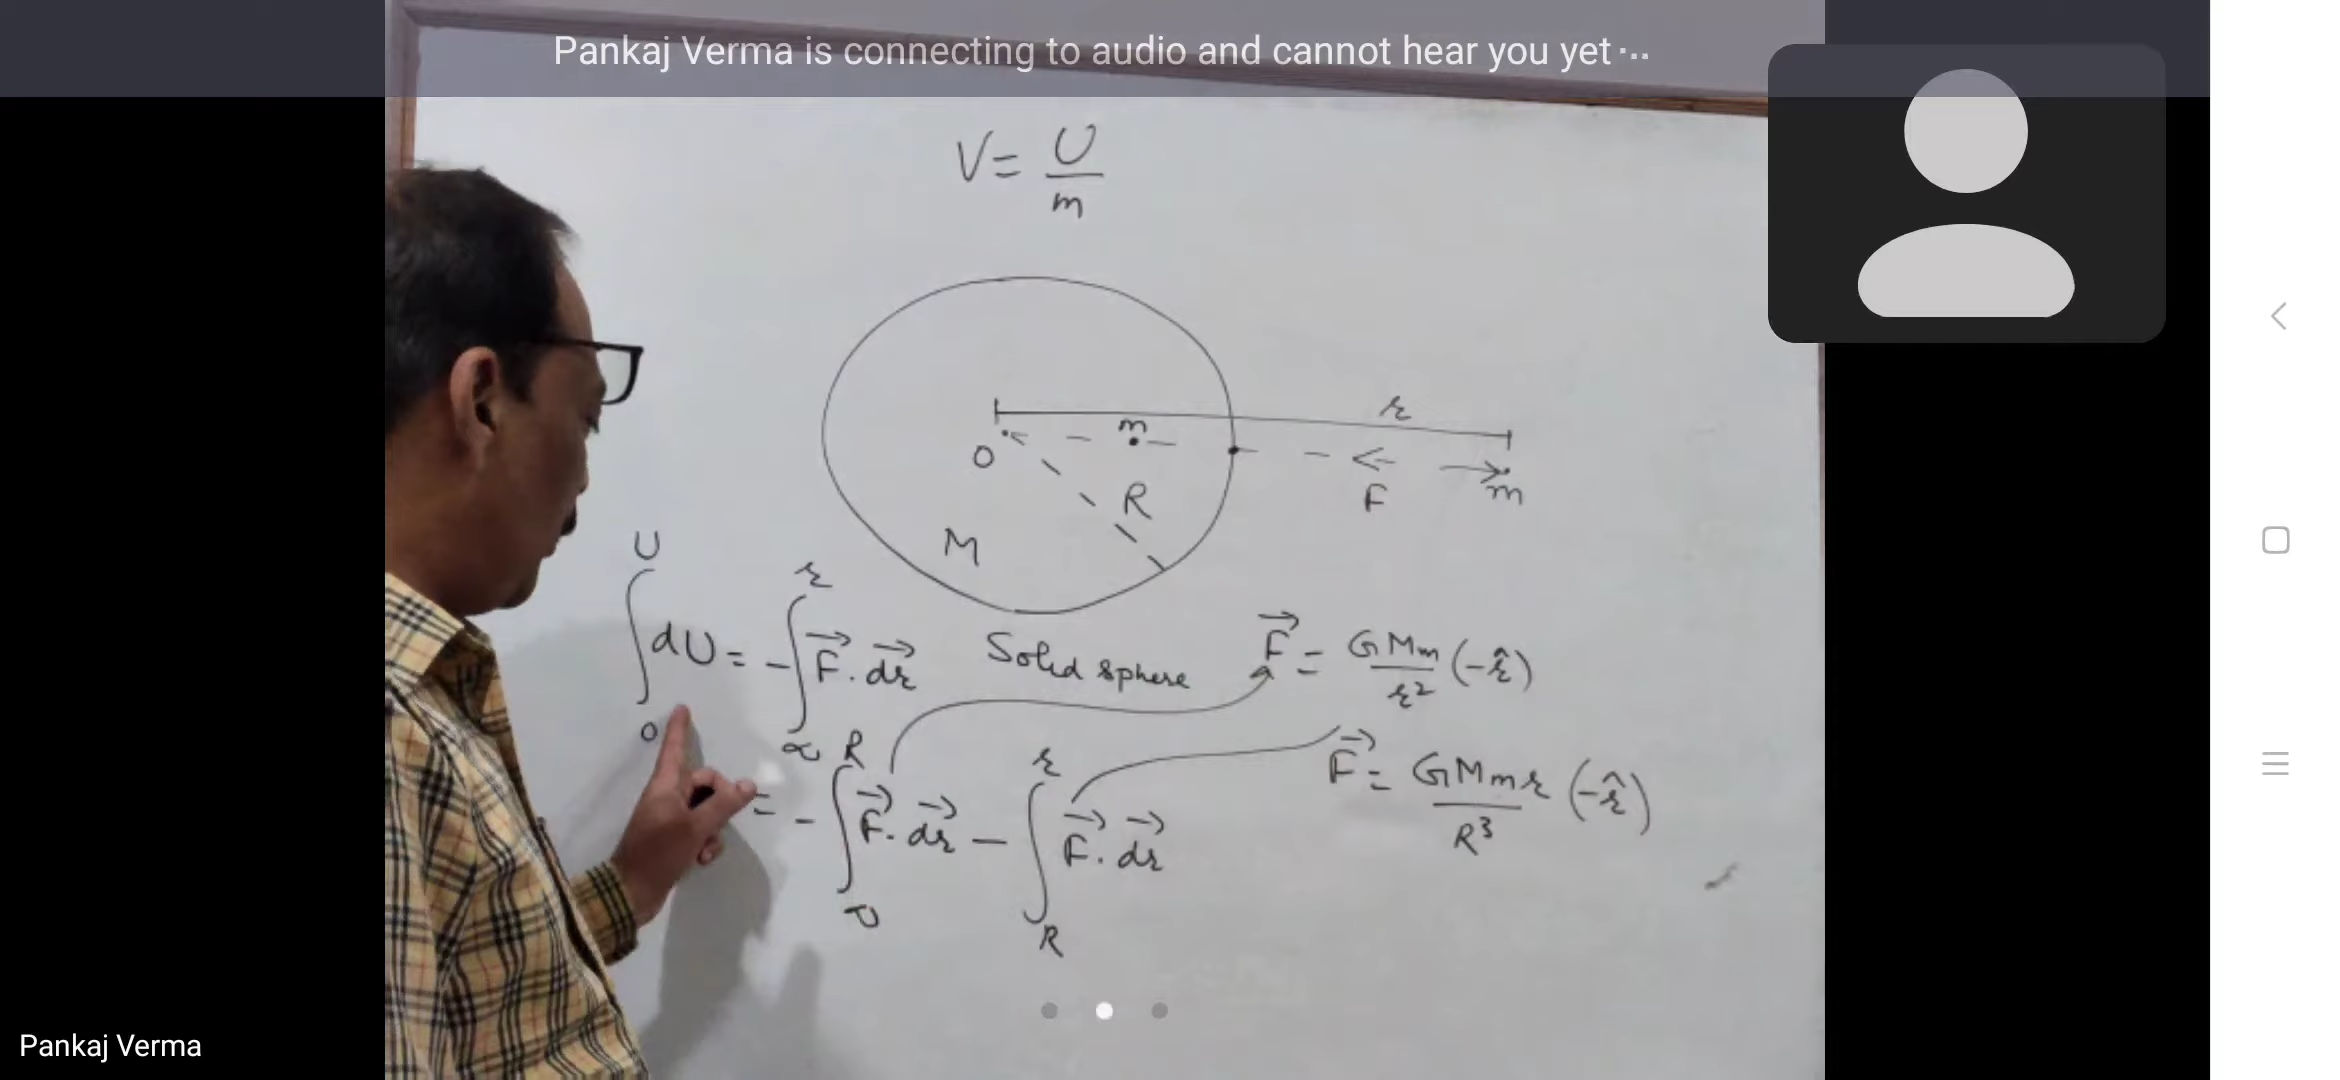 Pankaj Verma is connecting to audio and cannot hear you yet ...
V = U/m
r
m
O
R
F
m
M
U
∫dU = -∫F⃗.dr⃗
0
r
∝
Solid sphere
F⃗ = GMm/r² (-r̂)
R
= -∫F⃗.dr⃗ - ∫F⃗.dr⃗
∝
r
R
F⃗ = GMmr/R³ (-r̂)
Pankaj Verma